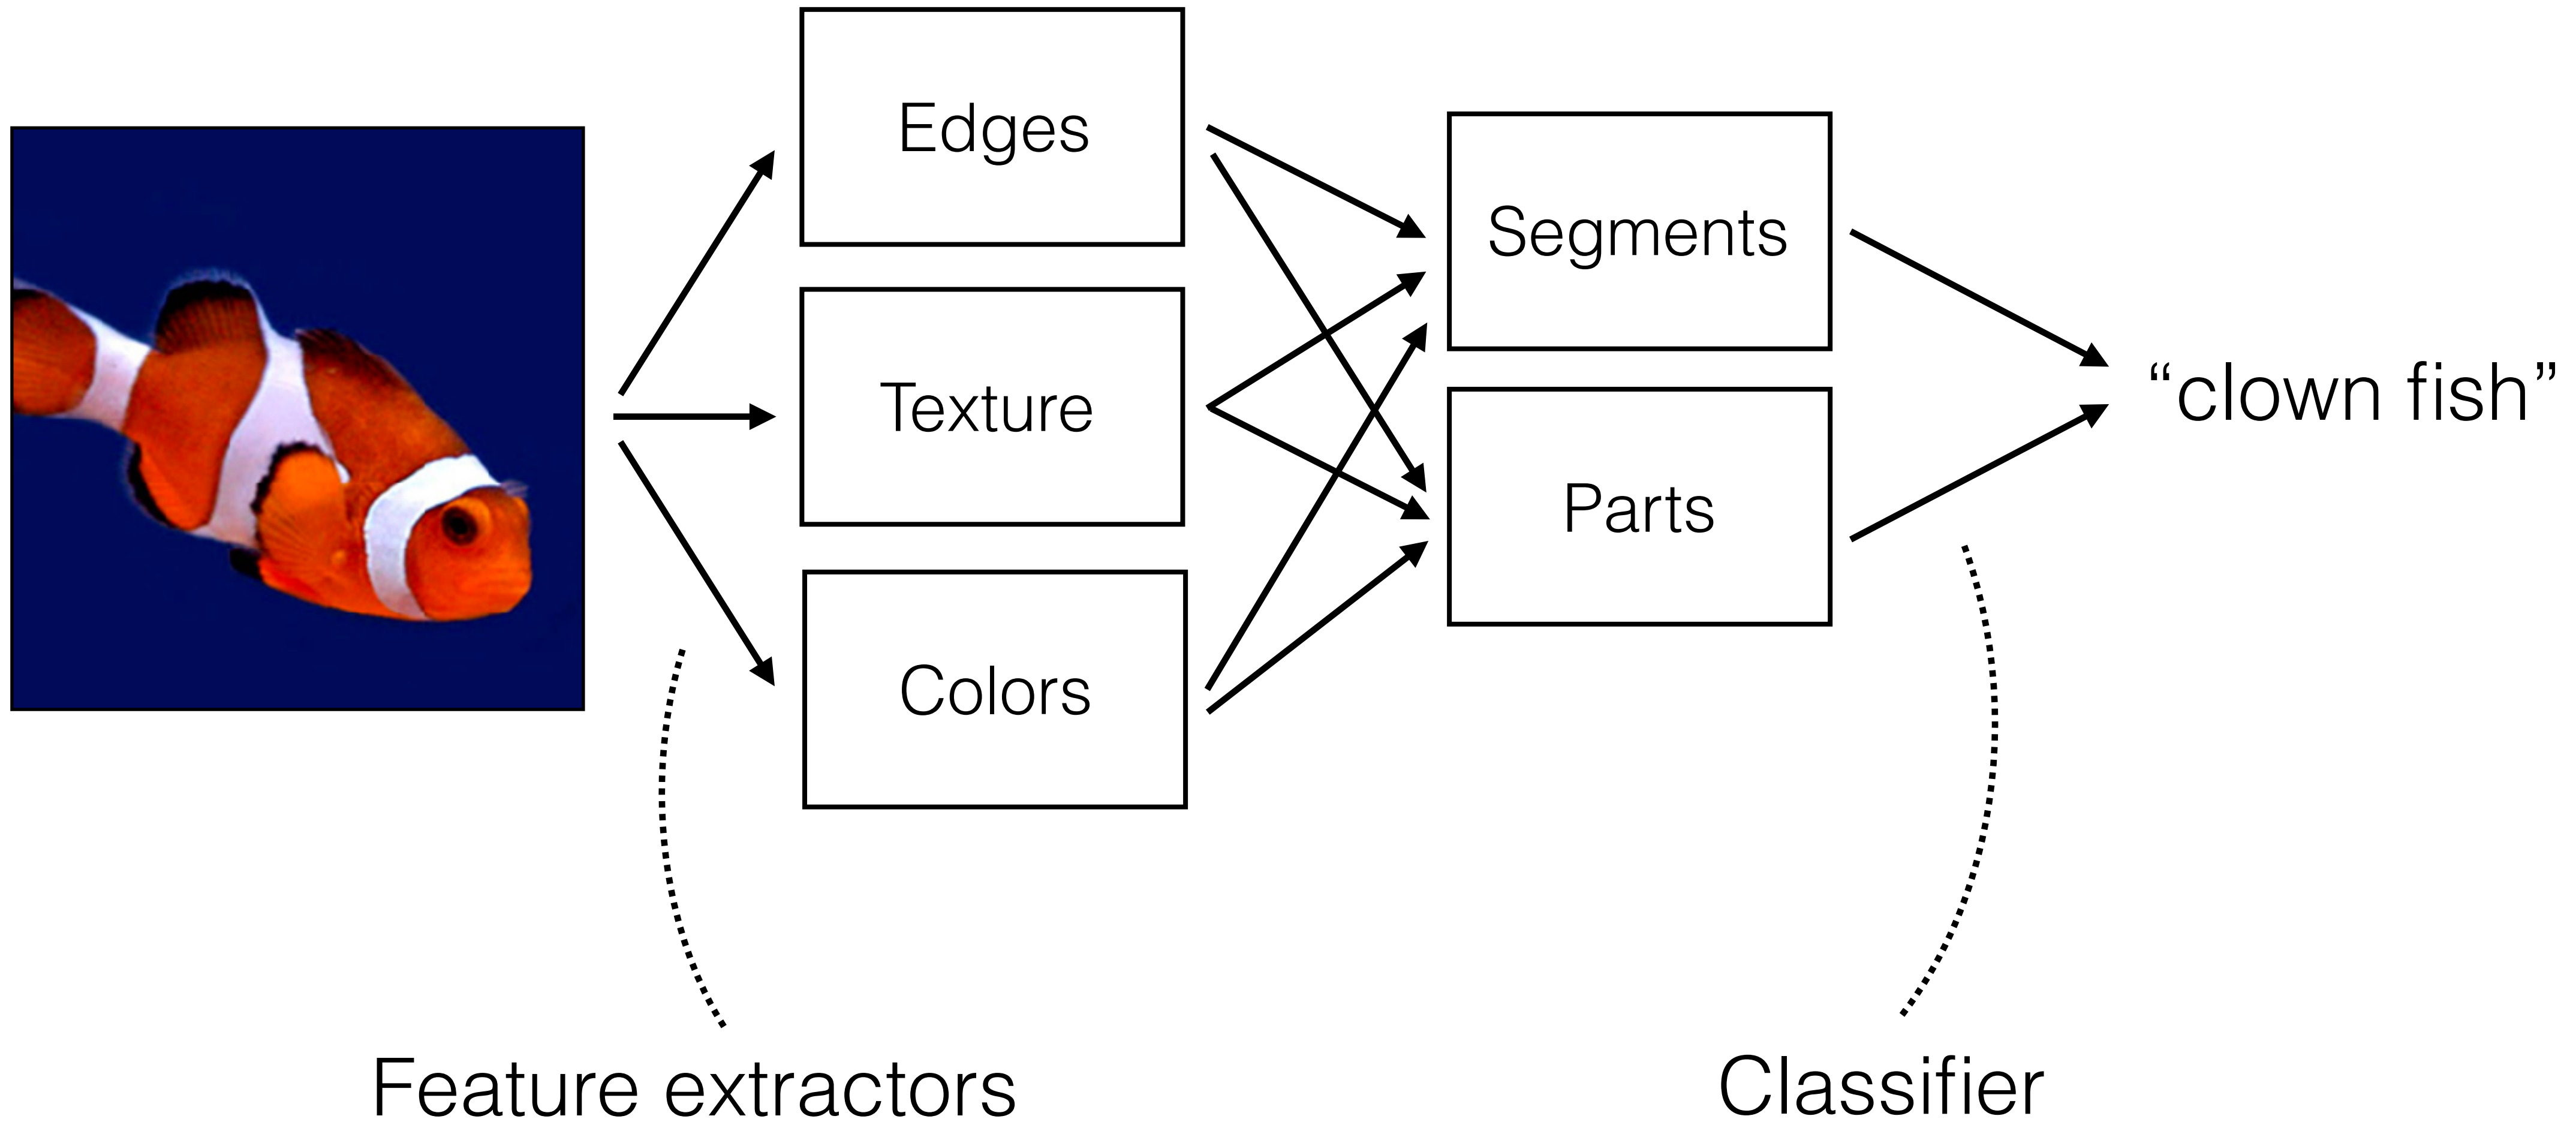 Edges
Texture
Colors
Segments
Parts
“clown fish”
Feature extractors
Classifier